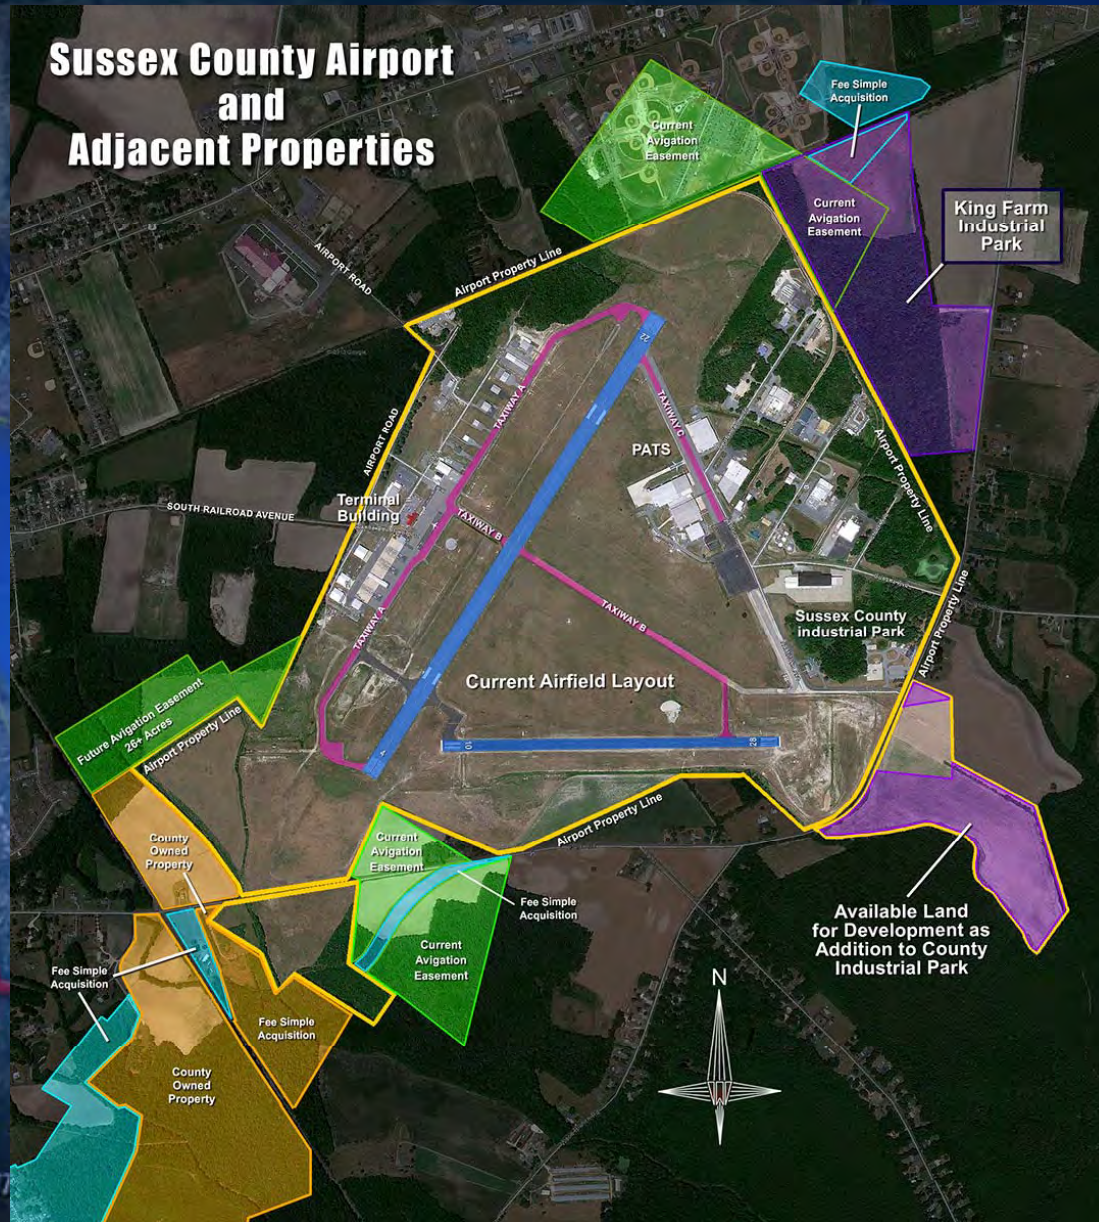 Sussex County Airport
and
Adjacent Properties
Fee Simple
Acquisition
Current
Avigation
Easement
Current
Avigation
Easement
King Farm
Industrial
Park
AIRPORT ROAD
Airport Property Line
22
TAXIWAY A
TAXIWAY C
AIRPORT ROAD
PATS
Airport Property Line
Terminal
Building
SOUTH RAILROAD AVENUE
TAXIWAY B
TAXIWAY A
TAXIWAY B
Sussex County
industrial Park
Airport Property Line
Current Airfield Layout
Future Avigation Easement
26+ Acres
Airport Property Line
4
10
28
Airport Property Line
County
Owned
Property
Current
Avigation
Easement
Fee Simple
Acquisition
Current
Avigation
Easement
Available Land
for Development as
Addition to County
Industrial Park
Fee Simple
Acquisition
Fee Simple
Acquisition
County
Owned
Property
N